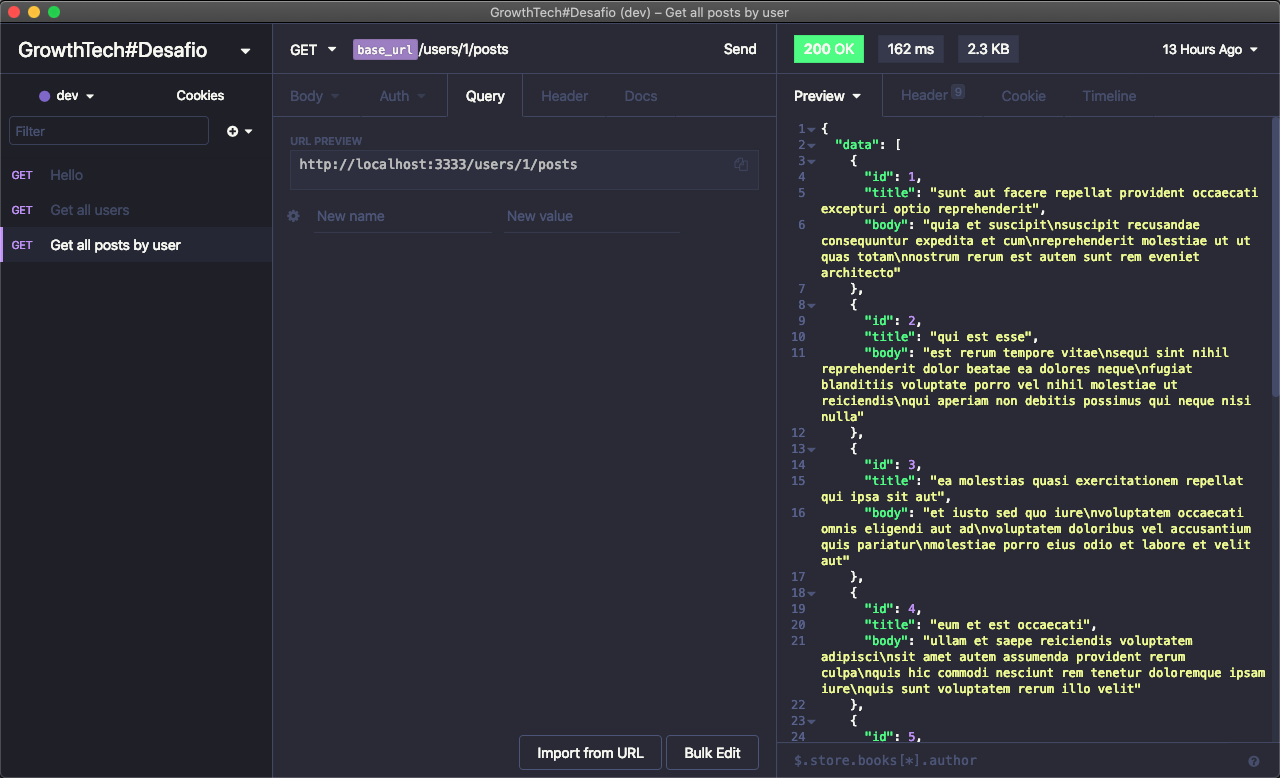 GrowthTech#Desafio (dev) – Get all posts by user
GrowthTech#Desafio
dev
Cookies
Filter
GET Hello
GET Get all users
GET Get all posts by user
GET
base_url/users/1/posts
Send
Body
Auth
Query
Header
Docs
URL PREVIEW
http://localhost:3333/users/1/posts
New name
New value
Import from URL
Bulk Edit
200 OK
162 ms
2.3 KB
13 Hours Ago
Preview
Header 9
Cookie
Timeline
1 {
2 "data": [
3 {
4 "id": 1,
5 "title": "sunt aut facere repellat provident occaecati
excepturi optio reprehenderit",
6 "body": "quia et suscipit\nsuscipit recusandae
consequuntur expedita et cum\nreprehenderit molestiae ut ut
quas totam\nnostrum rerum est autem sunt rem eveniet
architecto"
7 },
8 {
9 "id": 2,
10 "title": "qui est esse",
11 "body": "est rerum tempore vitae\nsequi sint nihil
reprehenderit dolor beatae ea dolores neque\nfugiat
blanditiis voluptate porro vel nihil molestiae ut
reiciendis\nqui aperiam non debitis possimus qui neque nisi
nulla"
12 },
13 {
14 "id": 3,
15 "title": "ea molestias quasi exercitationem repellat
qui ipsa sit aut",
16 "body": "et iusto sed quo iure\nvoluptatem occaecati
omnis eligendi aut ad\nvoluptatem doloribus vel accusantium
quis pariatur\nmolestiae porro eius odio et labore et velit
aut"
17 },
18 {
19 "id": 4,
20 "title": "eum et est occaecati",
21 "body": "ullam et saepe reiciendis voluptatem
adipisci\nsit amet autem assumenda provident rerum
culpa\nquis hic commodi nesciunt rem tenetur doloremque ipsam
iure\nquis sunt voluptatem rerum illo velit"
22 },
23 {
24 "id": 5,
$.store.books[*].author